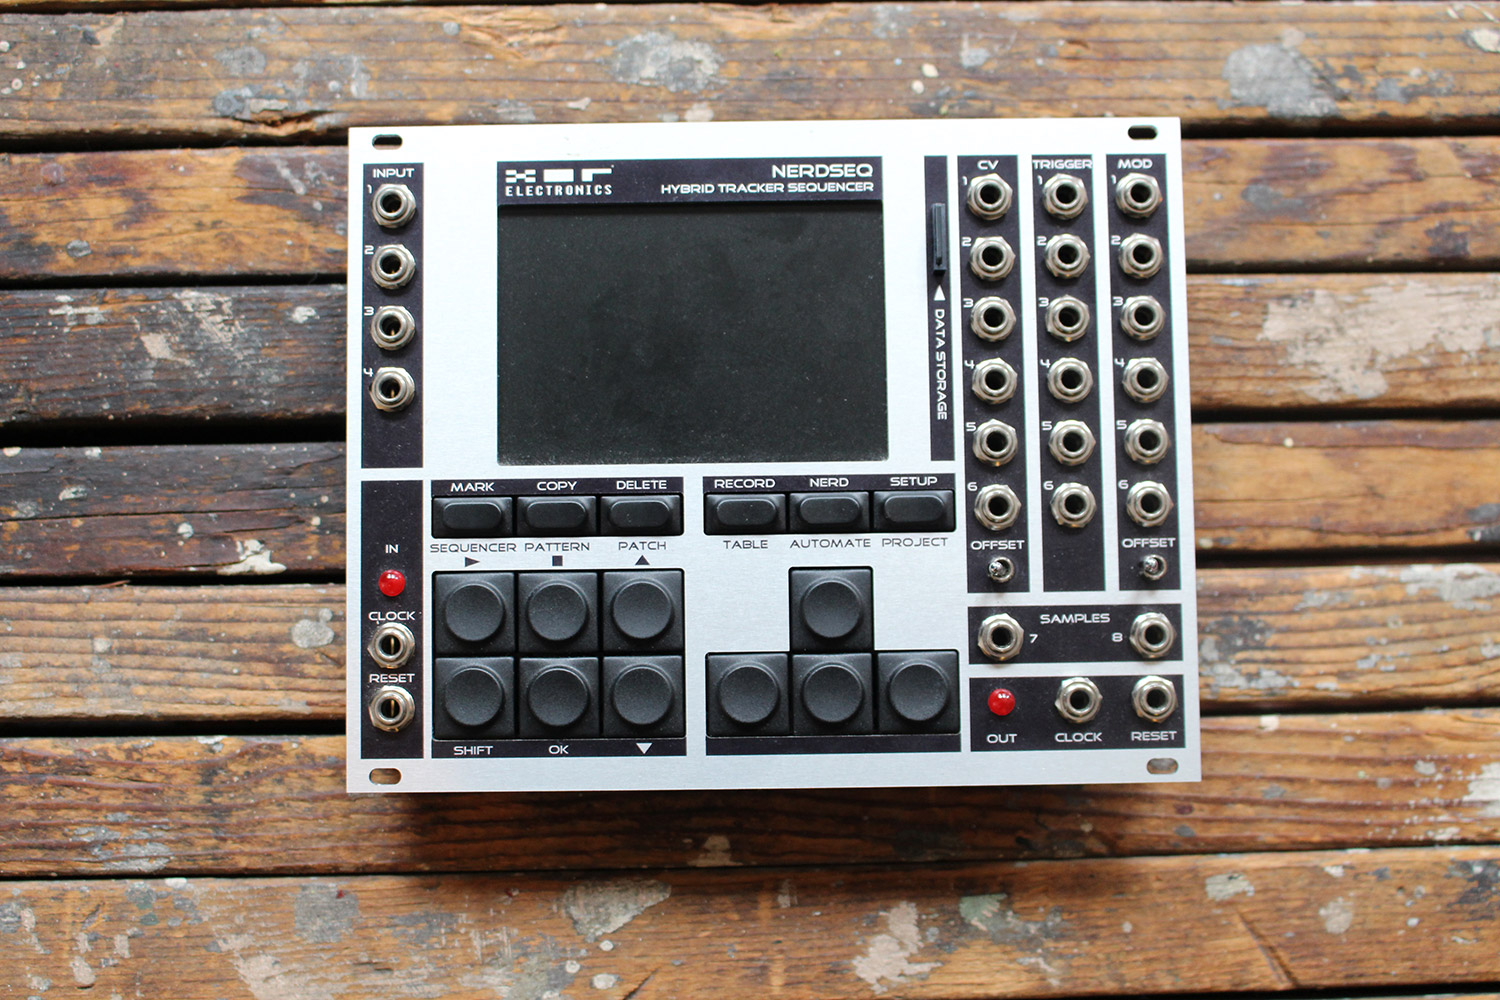 INPUT
1
2
3
4
xor
ELECTRONICS
NERDSEQ
HYBRID TRACKER SEQUENCER
DATA STORAGE
CV
1
2
3
4
5
6
OFFSET
TRIGGER
1
2
3
4
5
6
MOD
1
2
3
4
5
6
OFFSET
MARK COPY DELETE
SEQUENCER PATTERN PATCH
RECORD NERD SETUP
TABLE AUTOMATE PROJECT
IN
CLOCK
RESET
SHIFT OK
SAMPLES
7 8
OUT CLOCK RESET